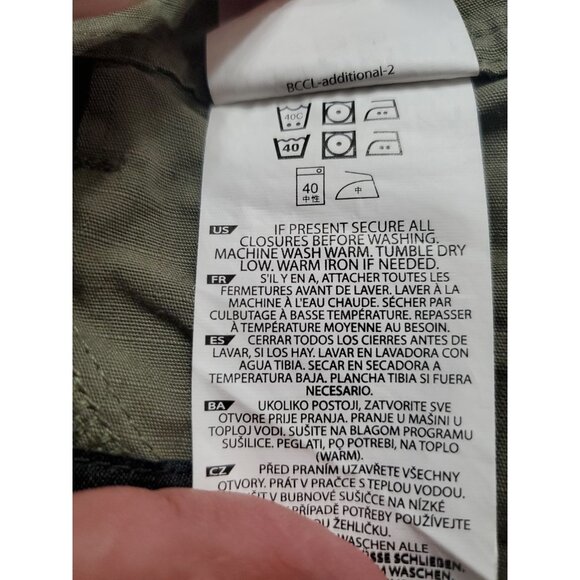 BCCL-additional-2
40C
40
40
中性
中
US IF PRESENT SECURE ALL
CLOSURES BEFORE WASHING.
MACHINE WASH WARM. TUMBLE DRY
LOW. WARM IRON IF NEEDED.
FR S'IL Y EN A, ATTACHER TOUTES LES
FERMETURES AVANT DE LAVER. LAVER À LA
MACHINE À L'EAU CHAUDE. SÉCHER PAR
CULBUTAGE À BASSE TEMPÉRATURE. REPASSER
À TEMPÉRATURE MOYENNE AU BESOIN.
ES CERRAR TODOS LOS CIERRES ANTES DE
LAVAR, SI LOS HAY. LAVAR EN LAVADORA CON
AGUA TIBIA. SECAR EN SECADORA A
TEMPERATURA BAJA. PLANCHA TIBIA SI FUERA
NECESARIO.
BA UKOLIKO POSTOJI, ZATVORITE SVE
OTVORE PRIJE PRANJA. PRANJE U MAŠINI U
TOPLOJ VODI. SUŠITE NA BLAGOM PROGRAMU
SUŠILICE. PEGLATI, PO POTREBI, NA TOPLO
(WARM).
CZ PŘED PRANÍM UZAVŘETE VŠECHNY
OTVORY. PRÁT V PRAČCE S TEPLOU VODOU.
V BUBNOVÉ SUŠIČCE NA NÍZKÉ
PŘÍPADĚ POTŘEBY POUŽÍVEJTE
ŽEHLIČKU.
WASCHEN ALLE
SCHLIEBEN.
WASCHEN